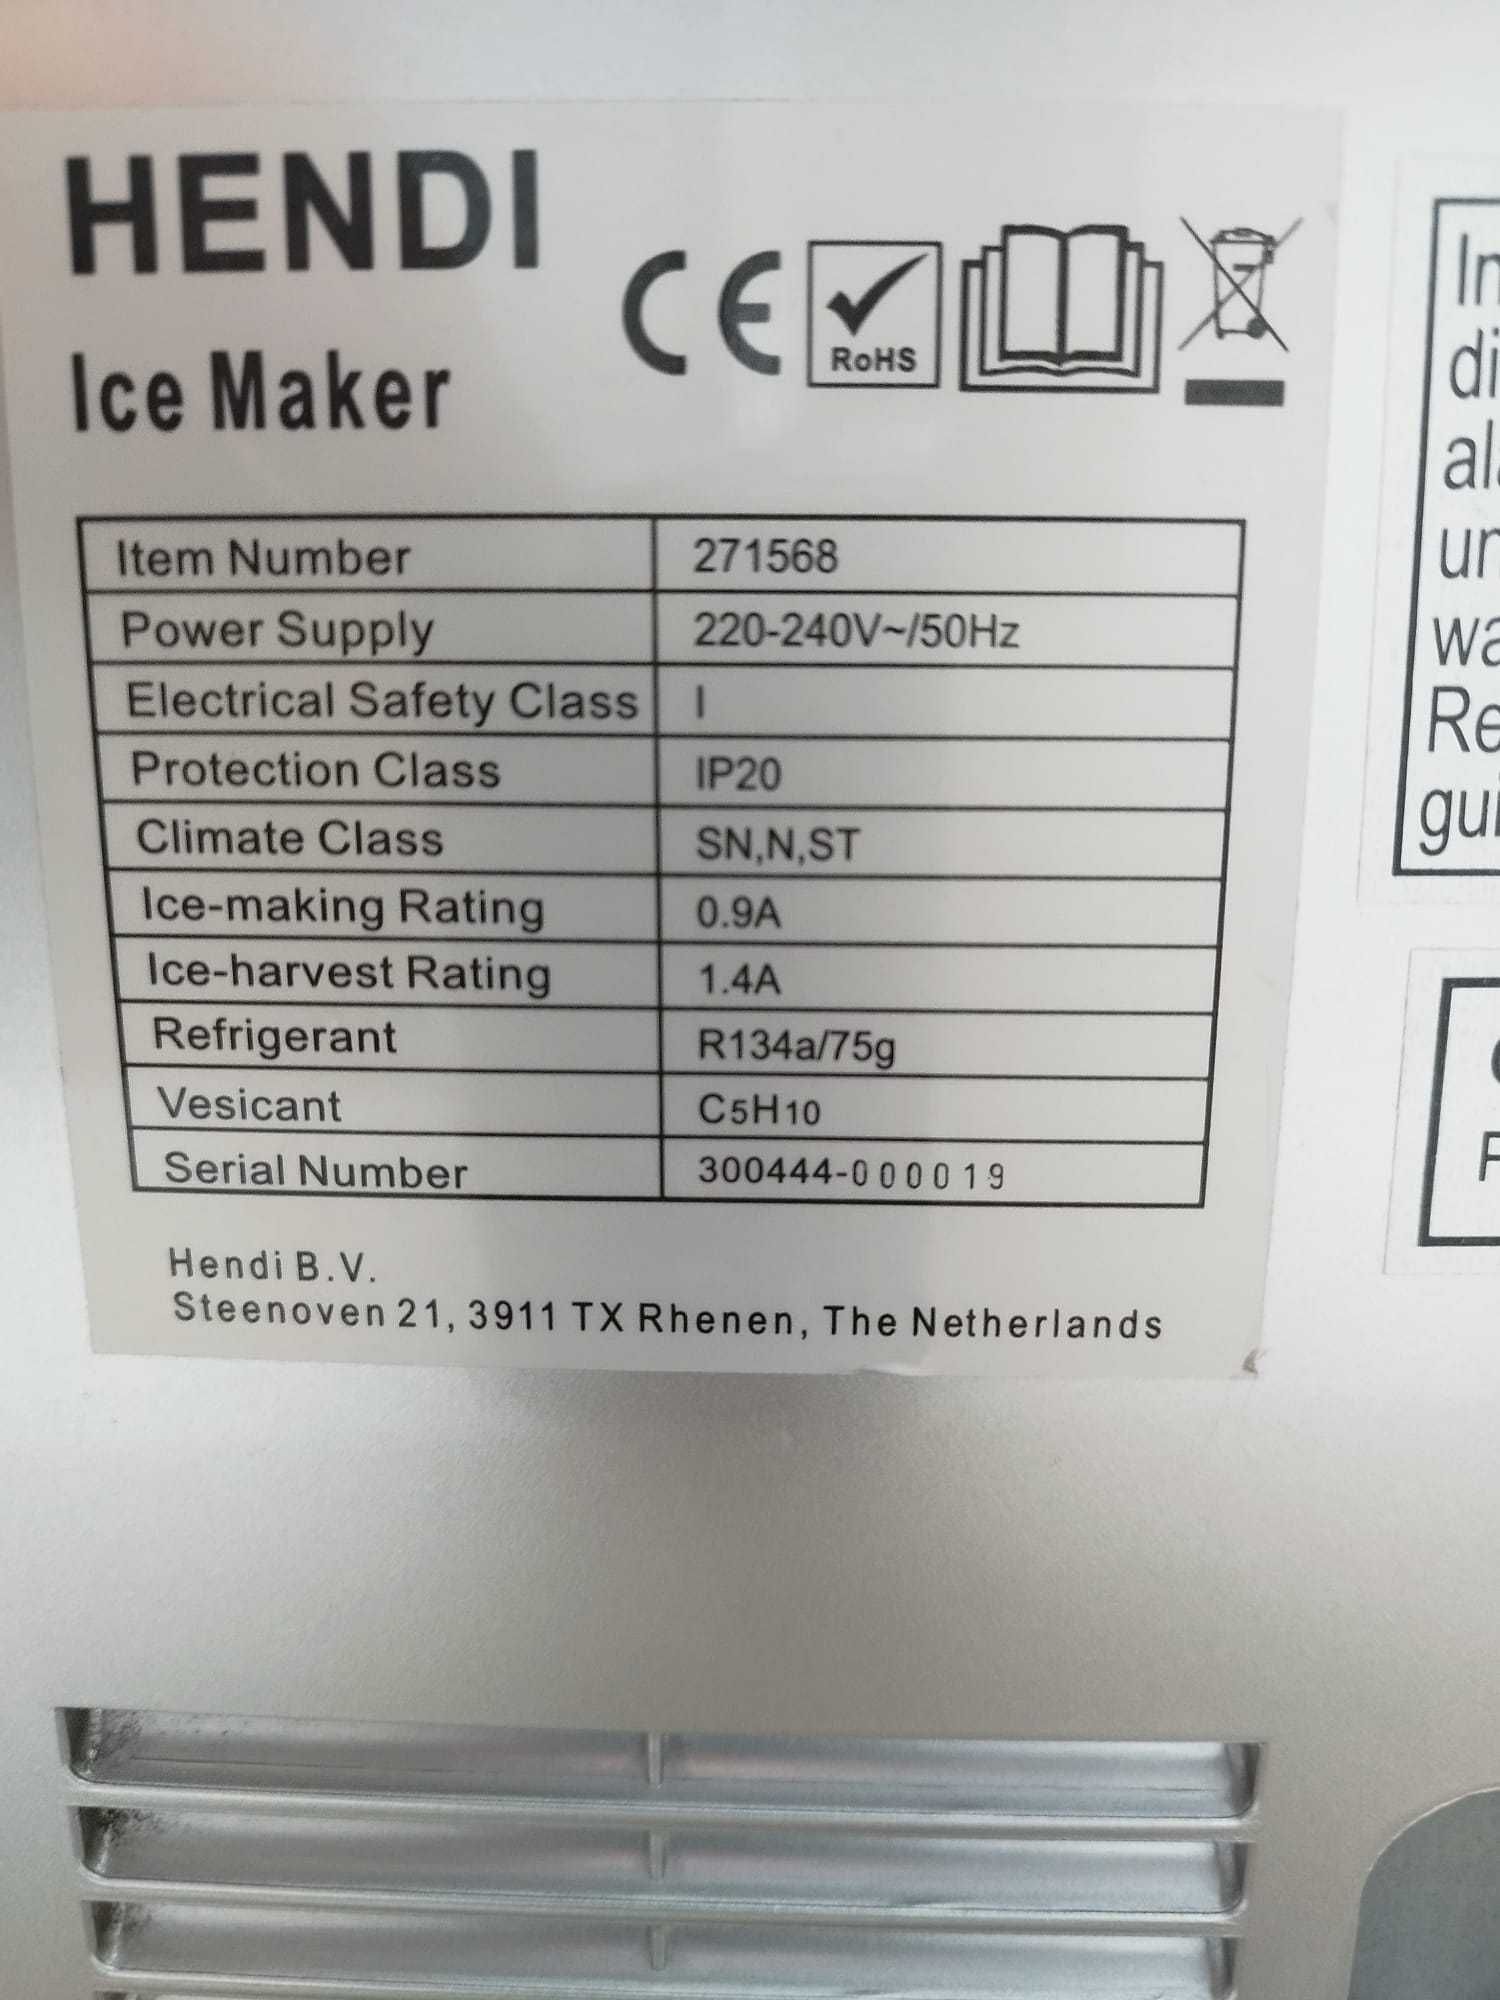 HENDI
Ice Maker
CE
RoHS
Item Number 271568
Power Supply 220-240V~/50Hz
Electrical Safety Class I
Protection Class IP20
Climate Class SN,N,ST
Ice-making Rating 0.9A
Ice-harvest Rating 1.4A
Refrigerant R134a/75g
Vesicant C5H10
Serial Number 300444-000019
Hendi B.V.
Steenoven 21, 3911 TX Rhenen, The Netherlands